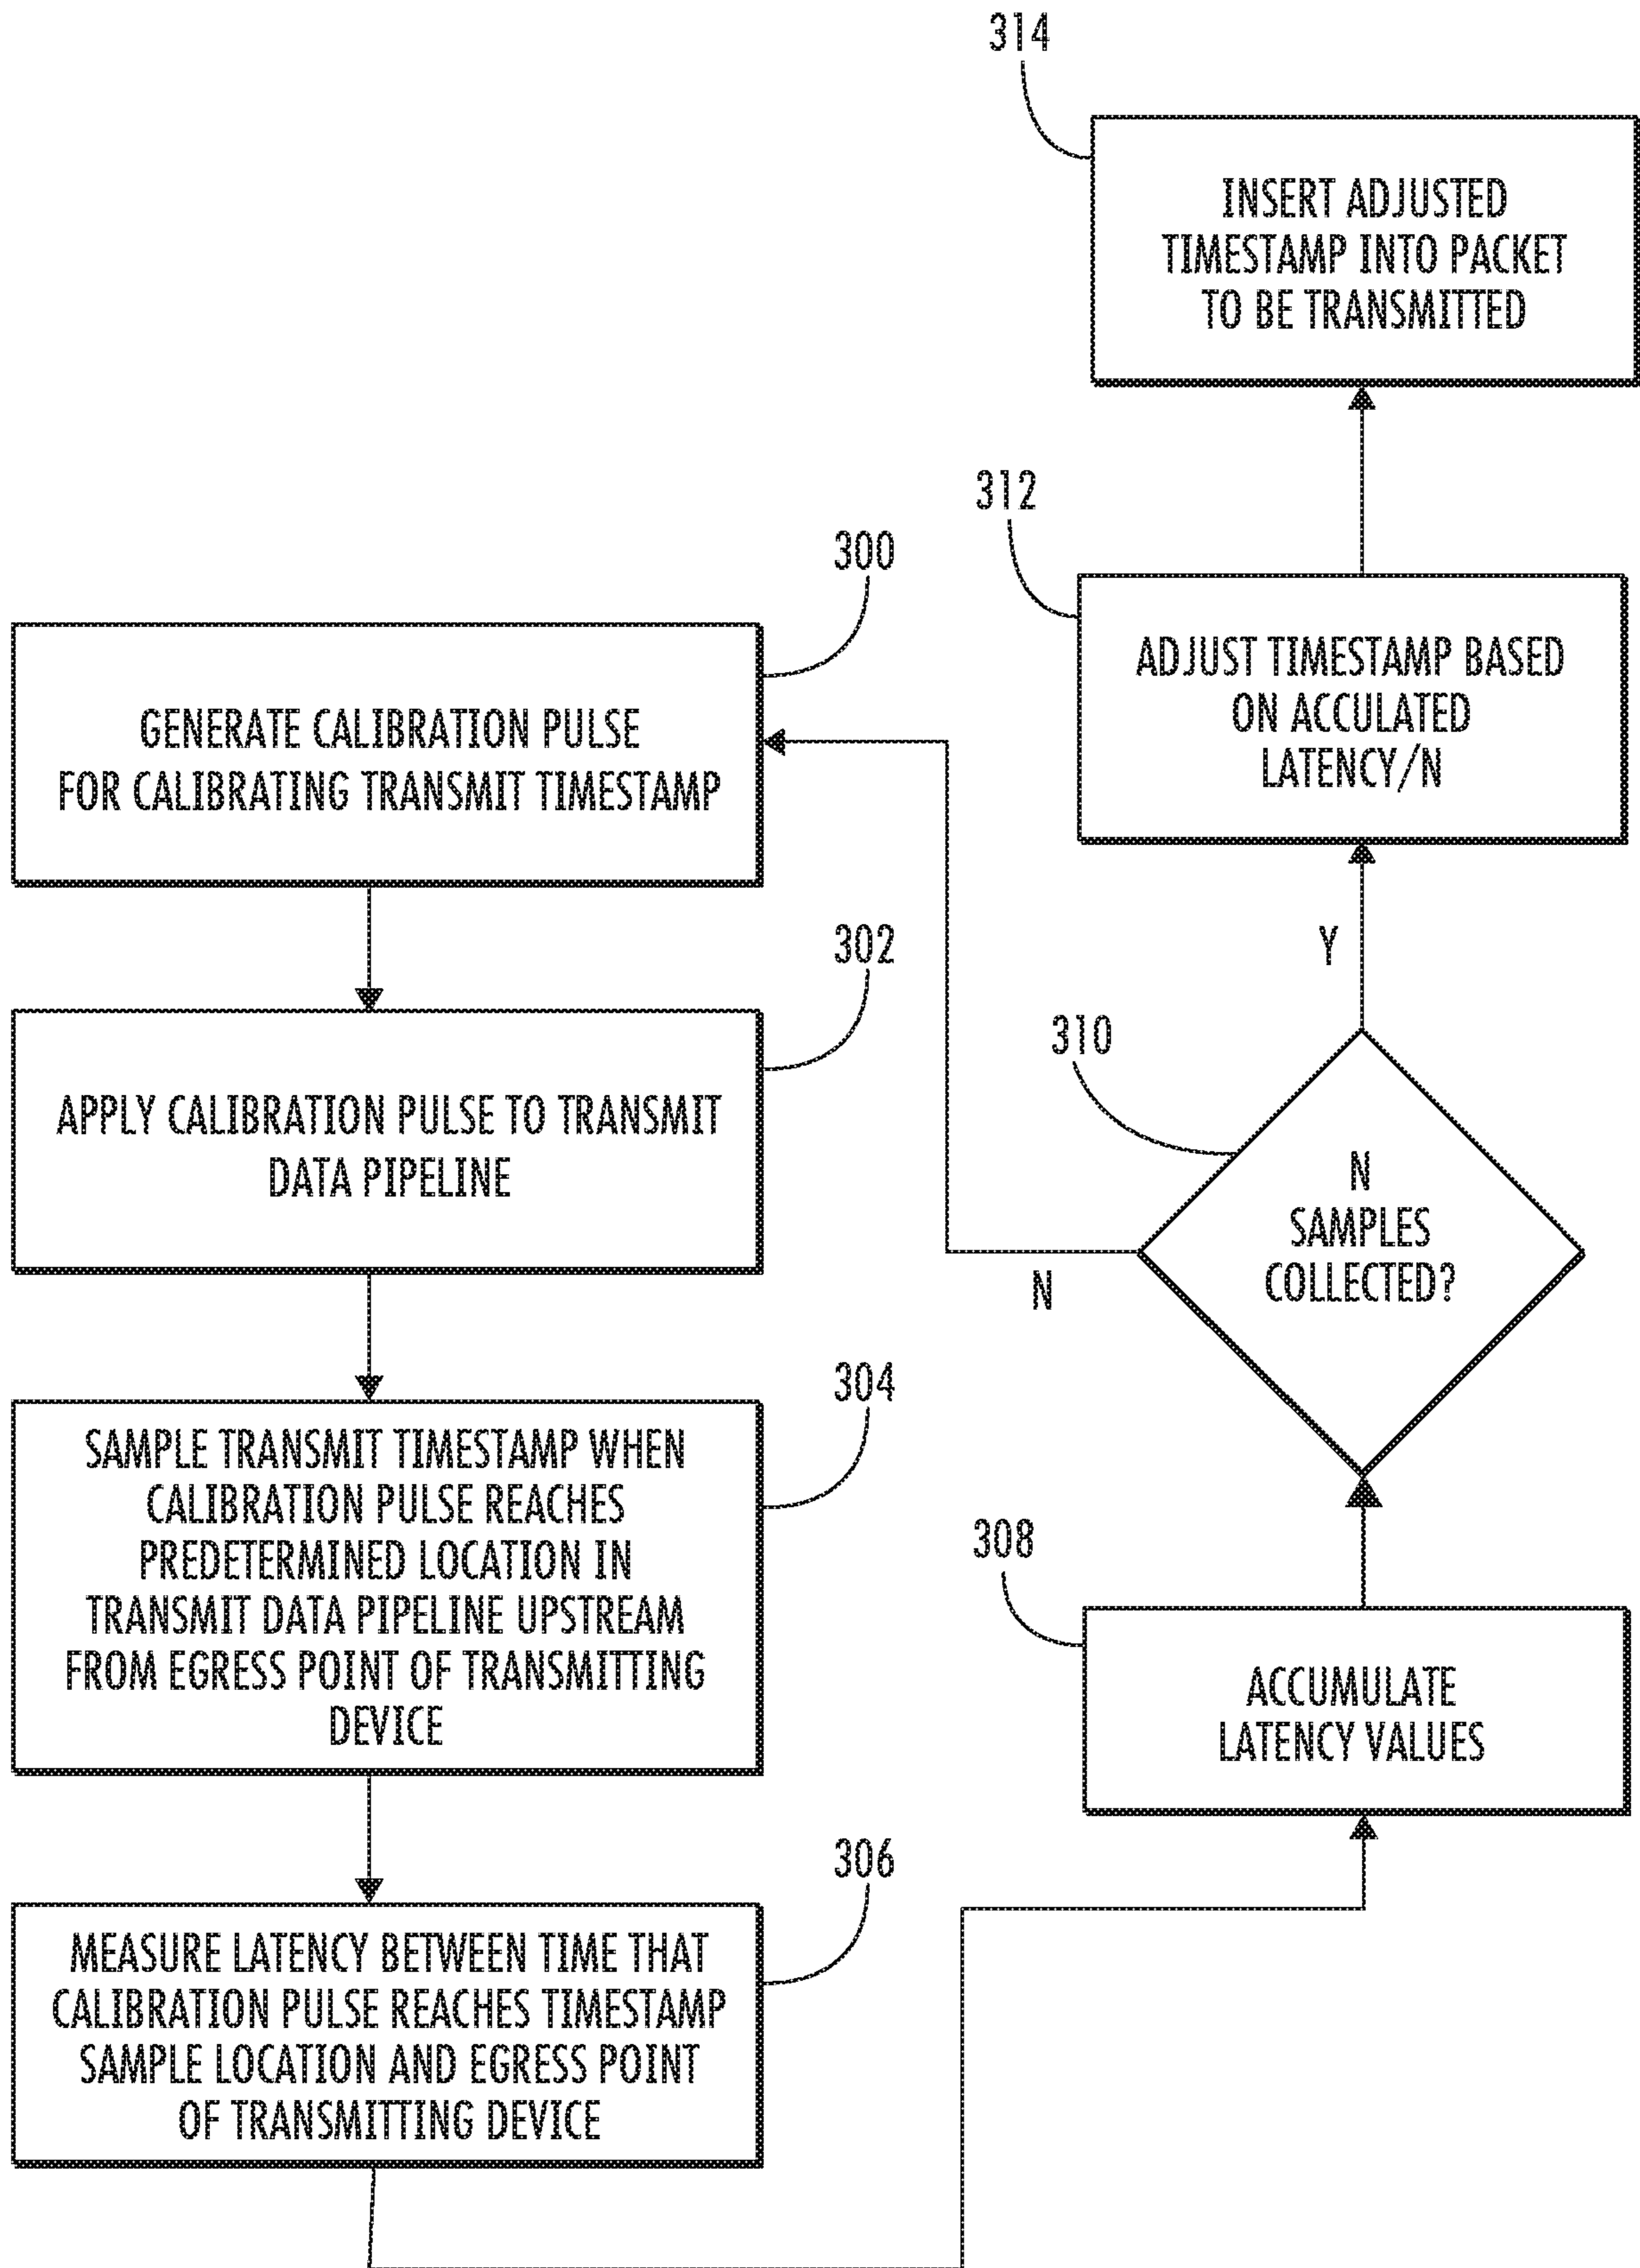 300
GENERATE CALIBRATION PULSE
FOR CALIBRATING TRANSMIT TIMESTAMP
302
APPLY CALIBRATION PULSE TO TRANSMIT
DATA PIPELINE
304
SAMPLE TRANSMIT TIMESTAMP WHEN
CALIBRATION PULSE REACHES
PREDETERMINED LOCATION IN
TRANSMIT DATA PIPELINE UPSTREAM
FROM EGRESS POINT OF TRANSMITTING
DEVICE
306
MEASURE LATENCY BETWEEN TIME THAT
CALIBRATION PULSE REACHES TIMESTAMP
SAMPLE LOCATION AND EGRESS POINT
OF TRANSMITTING DEVICE
308
ACCUMULATE
LATENCY VALUES
310
N
SAMPLES
COLLECTED?
N
Y
312
ADJUST TIMESTAMP BASED
ON ACCULATED
LATENCY/N
314
INSERT ADJUSTED
TIMESTAMP INTO PACKET
TO BE TRANSMITTED